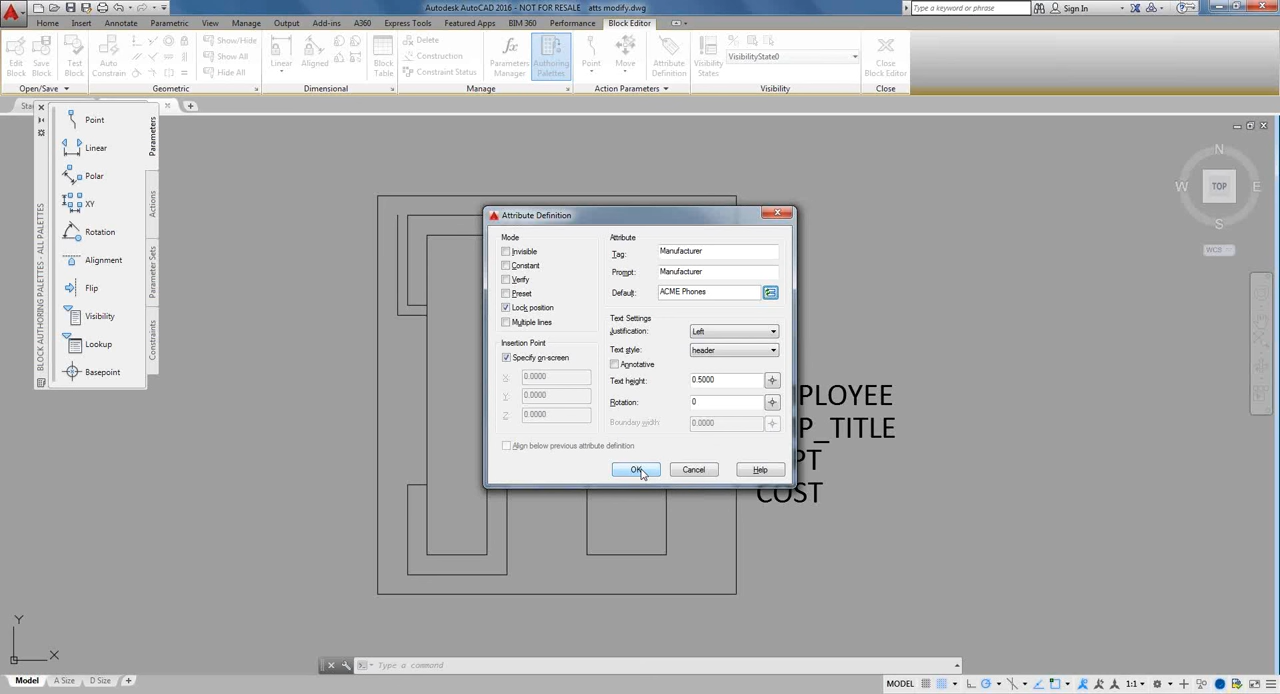 Autodesk AutoCAD 2016 - NOT FOR RESALE atts modify.dwg
Type a keyword or phrase
Sign In
Home Insert Annotate Parametric View Manage Output Add-ins A360 Express Tools Featured Apps BIM 360 Performance Block Editor
Edit Block
Save Block
Test Block
Auto Constrain
Show/Hide
Show All
Hide All
Linear
Aligned
Block Table
Delete
Construction
Constraint Status
Parameters Manager
Authoring Palettes
Point
Move
Attribute Definition
Visibility States
VisibilityState0
Close Block Editor
Open/Save
Geometric
Dimensional
Manage
Action Parameters
Visibility
Close
Point
Linear
Polar
XY
Rotation
Alignment
Flip
Visibility
Lookup
Basepoint
Parameters
Actions
Parameter Sets
Constraints
BLOCK AUTHORING PALETTES - ALL PALETTES
N
W
TOP
E
S
WCS
Attribute Definition
Mode
Invisible
Constant
Verify
Preset
Lock position
Multiple lines
Insertion Point
Specify on-screen
X 0.0000
Y 0.0000
Z 0.0000
Align below previous attribute definition
Attribute
Tag: Manufacturer
Prompt: Manufacturer
Default: ACME Phones
Text Settings
Justification: Left
Text style: header
Annotative
Text height: 0.5000
Rotation: 0
Boundary width: 0.0000
OK Cancel Help
PLOYEE
P_TITLE
PT
COST
Y
X
Type a command
Model A Size D Size
MODEL
1:1